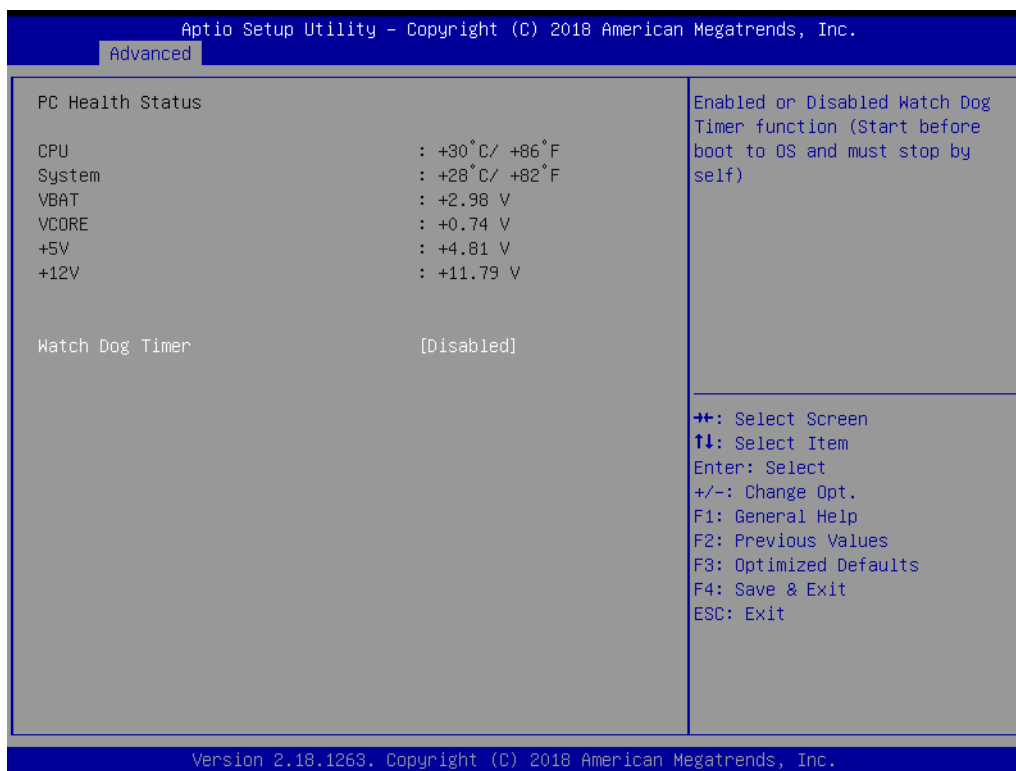 Aptio Setup Utility – Copyright (C) 2018 American Megatrends, Inc.
Advanced
PC Health Status
CPU : +30°C/ +86°F
System : +28°C/ +82°F
VBAT : +2.98 V
VCORE : +0.74 V
+5V : +4.81 V
+12V : +11.79 V
Watch Dog Timer [Disabled]
Enabled or Disabled Watch Dog
Timer function (Start before
boot to OS and must stop by
self)
→←: Select Screen
↑↓: Select Item
Enter: Select
+/-: Change Opt.
F1: General Help
F2: Previous Values
F3: Optimized Defaults
F4: Save & Exit
ESC: Exit
Version 2.18.1263. Copyright (C) 2018 American Megatrends, Inc.